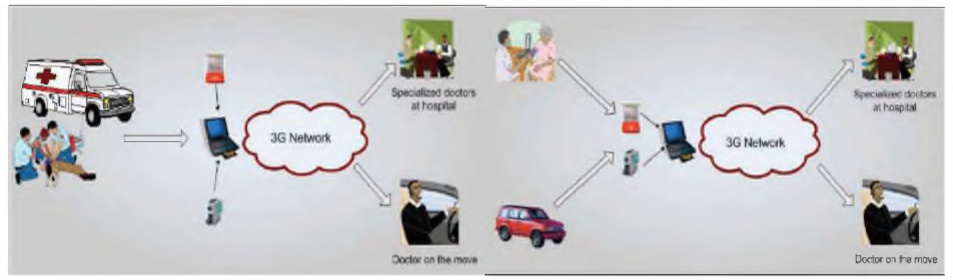 3G Network
Specialized doctors
at hospital
Doctor on the move
3G Network
Specialized doctors
at hospital
Doctor on the move